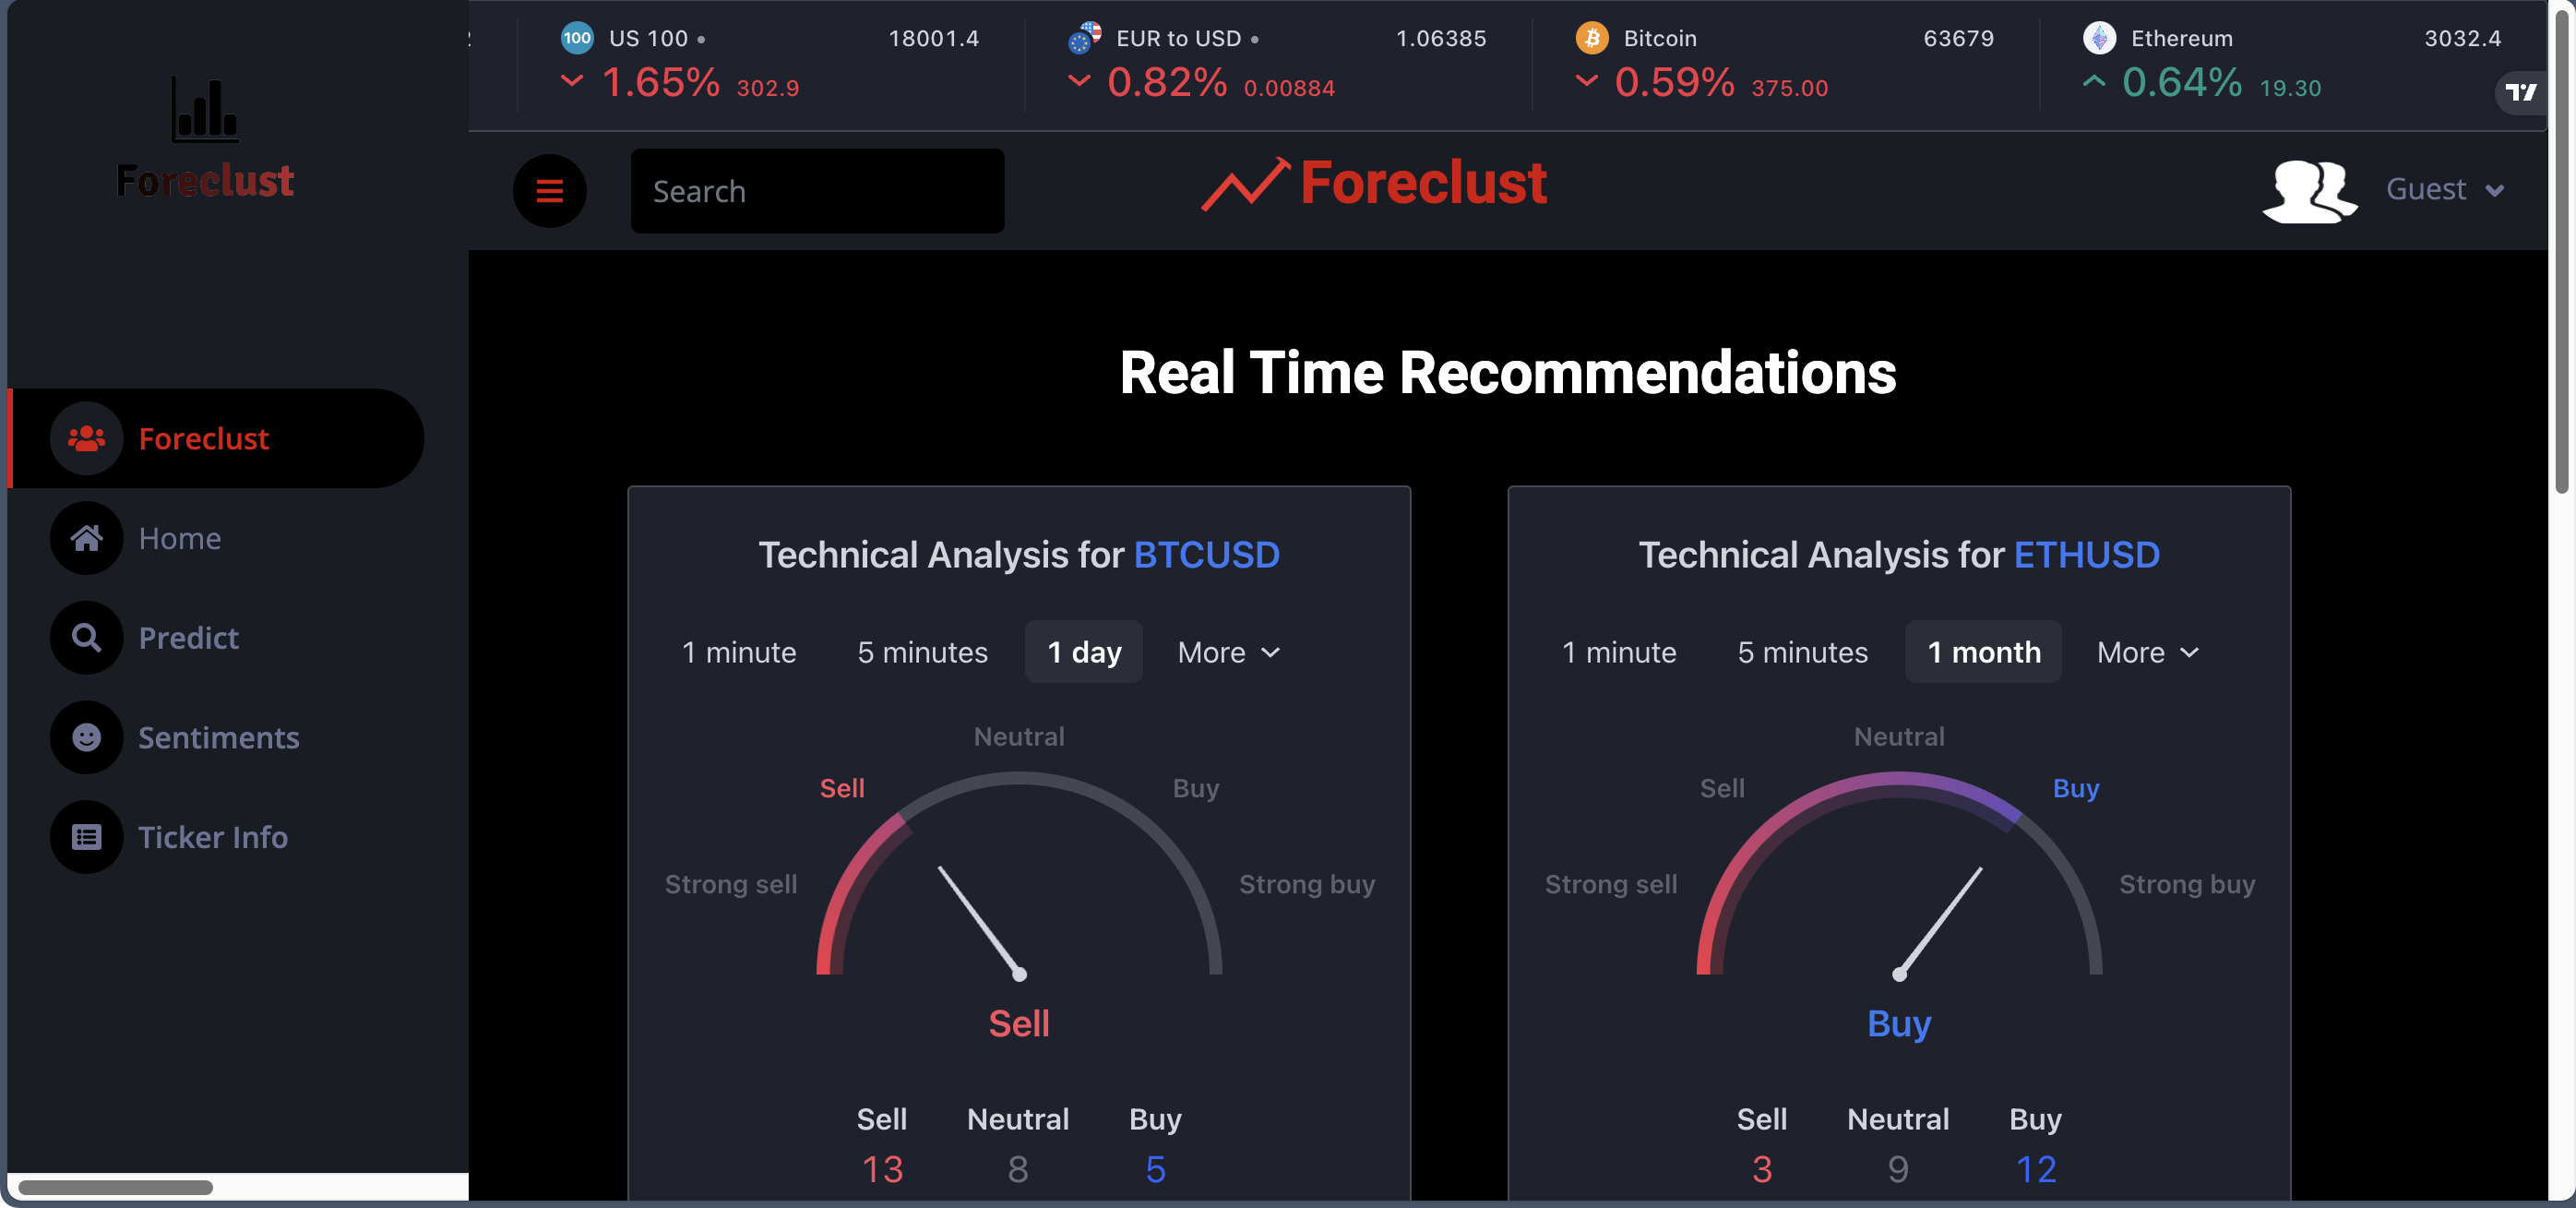 US 100 18001.4
1.65% 302.9
EUR to USD 1.06385
0.82% 0.00884
Bitcoin 63679
0.59% 375.00
Ethereum 3032.4
0.64% 19.30
Foreclust
Search
Foreclust
Guest
Foreclust
Home
Predict
Sentiments
Ticker Info
Real Time Recommendations
Technical Analysis for BTCUSD
1 minute 5 minutes 1 day More
Neutral
Sell Buy
Strong sell Strong buy
Sell
Sell Neutral Buy
13 8 5
Technical Analysis for ETHUSD
1 minute 5 minutes 1 month More
Neutral
Sell Buy
Strong sell Strong buy
Buy
Sell Neutral Buy
3 9 12